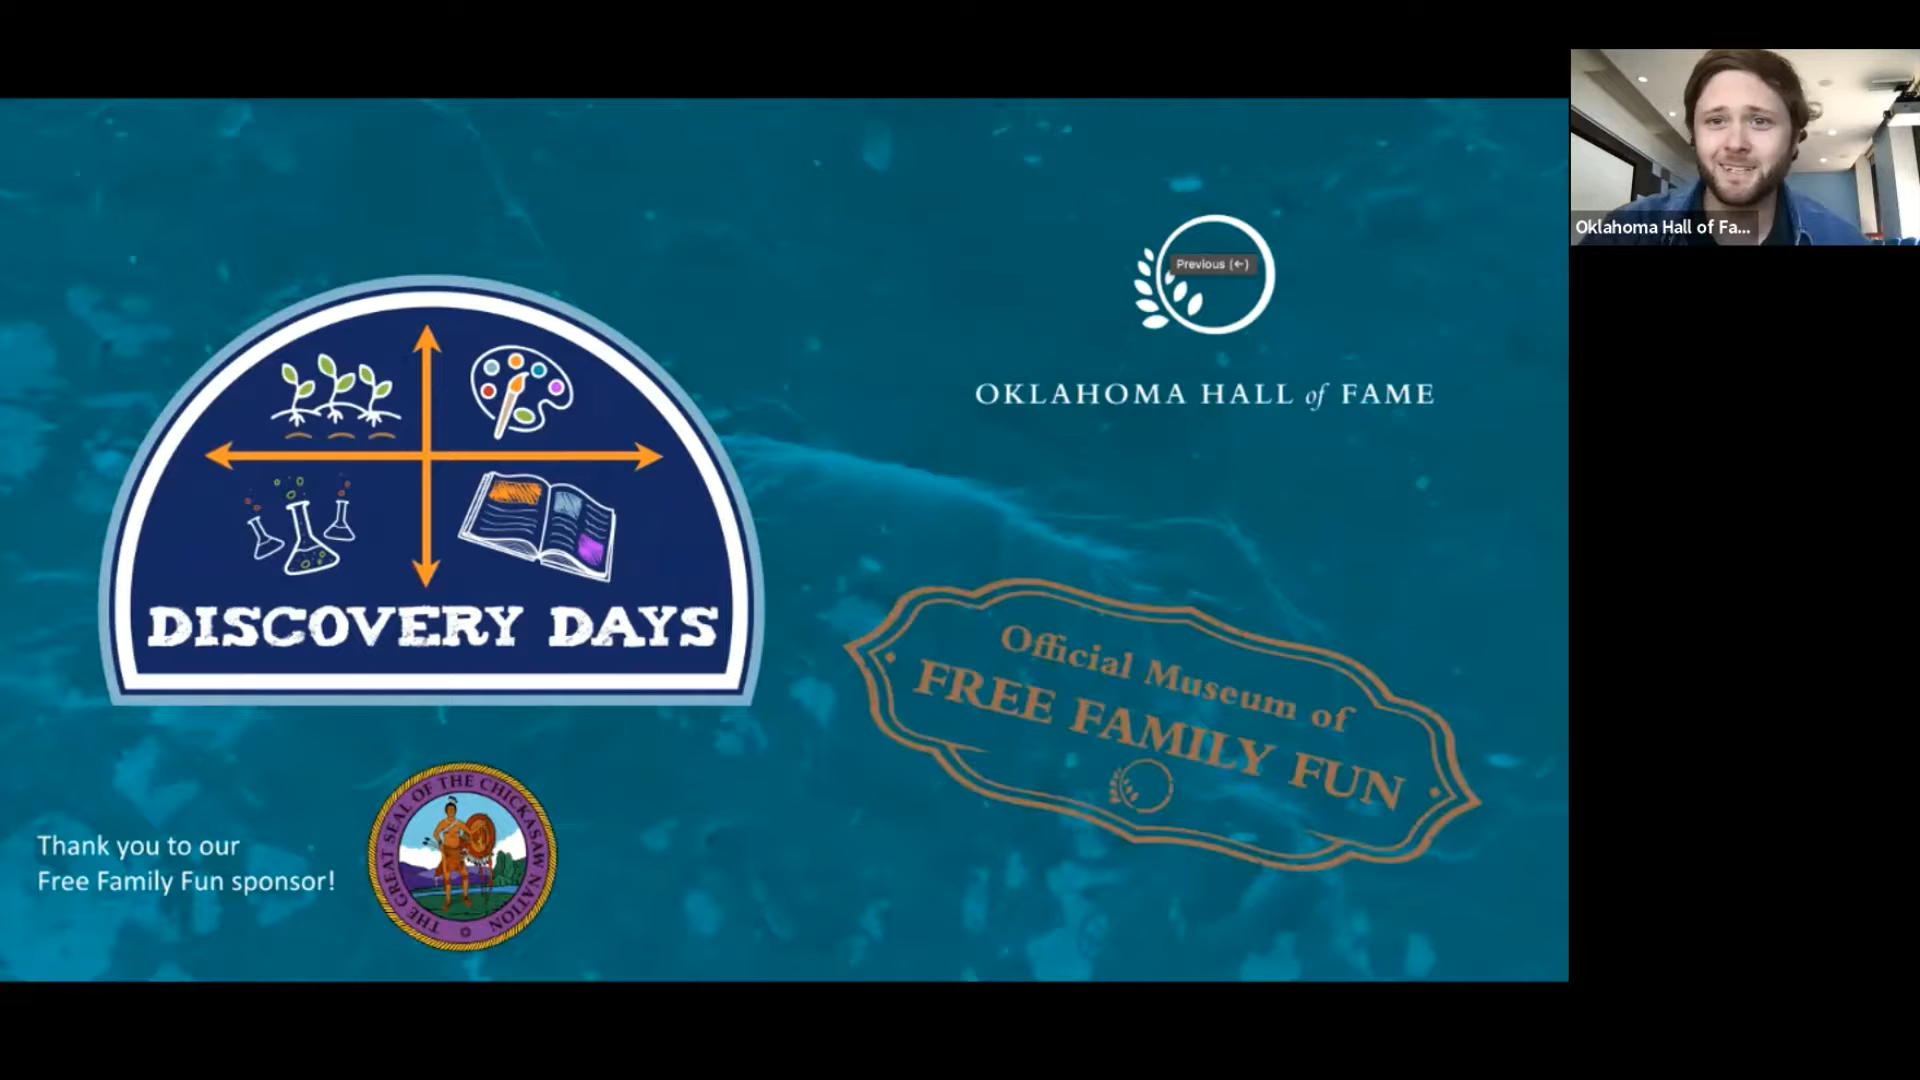 Oklahoma Hall of Fa...
Previous (←)
OKLAHOMA HALL of FAME
DISCOVERY DAYS
Official Museum of
FREE FAMILY FUN
Thank you to our
Free Family Fun sponsor!
THE GREAT SEAL OF THE CHICKASAW NATION